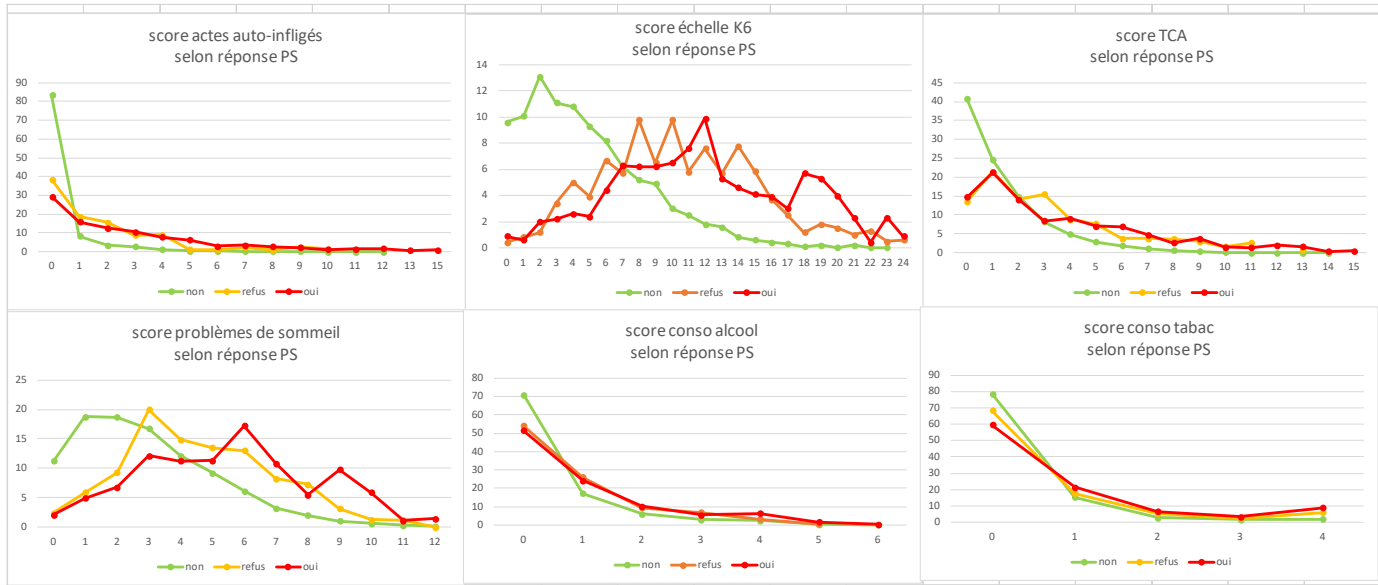 score actes auto-infligés
selon réponse PS
90
80
70
60
50
40
30
20
10
0
0 1 2 3 4 5 6 7 8 9 10 11 12 13 14 15
non refus oui
score échelle K6
selon réponse PS
14
12
10
8
6
4
2
0
0 1 2 3 4 5 6 7 8 9 10 11 12 13 14 15 16 17 18 19 20 21 22 23 24
non refus oui
score TCA
selon réponse PS
45
40
35
30
25
20
15
10
5
0
0 1 2 3 4 5 6 7 8 9 10 11 12 13 14 15
non refus oui
score problèmes de sommeil
selon réponse PS
25
20
15
10
5
0
0 1 2 3 4 5 6 7 8 9 10 11 12
non refus oui
score conso alcool
selon réponse PS
80
70
60
50
40
30
20
10
0
0 1 2 3 4 5 6
non refus oui
score conso tabac
selon réponse PS
90
80
70
60
50
40
30
20
10
0
0 1 2 3 4
non refus oui